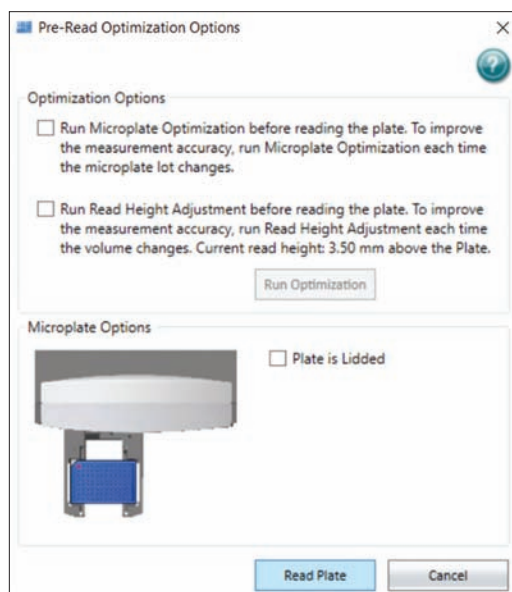 Pre-Read Optimization Options
?
Optimization Options
Run Microplate Optimization before reading the plate. To improve
the measurement accuracy, run Microplate Optimization each time
the microplate lot changes.
Run Read Height Adjustment before reading the plate. To improve
the measurement accuracy, run Read Height Adjustment each time
the volume changes. Current read height: 3.50 mm above the Plate.
Run Optimization
Microplate Options
Plate is Lidded
Read Plate
Cancel